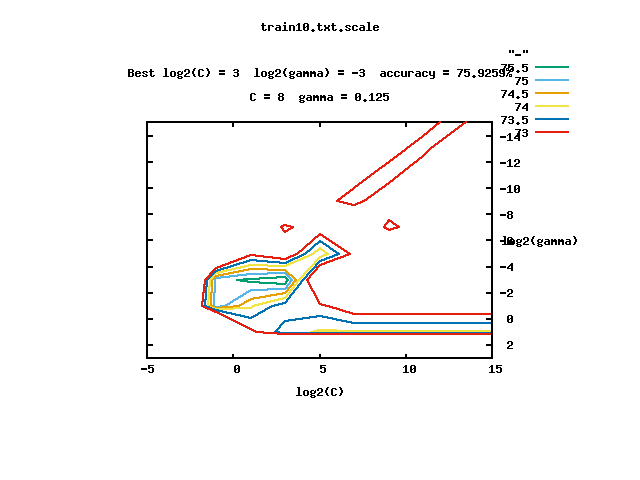 train10.txt.scale
"-"
Best log2(C) = 3  log2(gamma) = -3  accuracy = 75.9259%
75.5
75
C = 8  gamma = 0.125
74.5
74
73.5
73
-14
-12
-10
-8
-6
log2(gamma)
-4
-2
0
2
-5 0 5 10 15
log2(C)